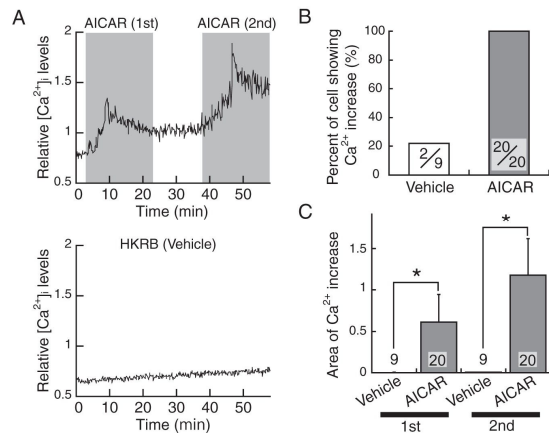 A
AICAR (1st) AICAR (2nd)
Relative [Ca²⁺]i levels
2
1.5
1
0.5
0 10 20 30 40 50
Time (min)
HKRB (Vehicle)
Relative [Ca²⁺]i levels
2
1.5
1
0.5
0 10 20 30 40 50
Time (min)
B
Percent of cell showing
Ca²⁺ increase (%)
100
80
60
40
20
0
2/9
20/20
Vehicle AICAR
C
Area of Ca²⁺ increase
1.5
1
0.5
0
* *
9 20 9 20
Vehicle AICAR Vehicle AICAR
1st 2nd